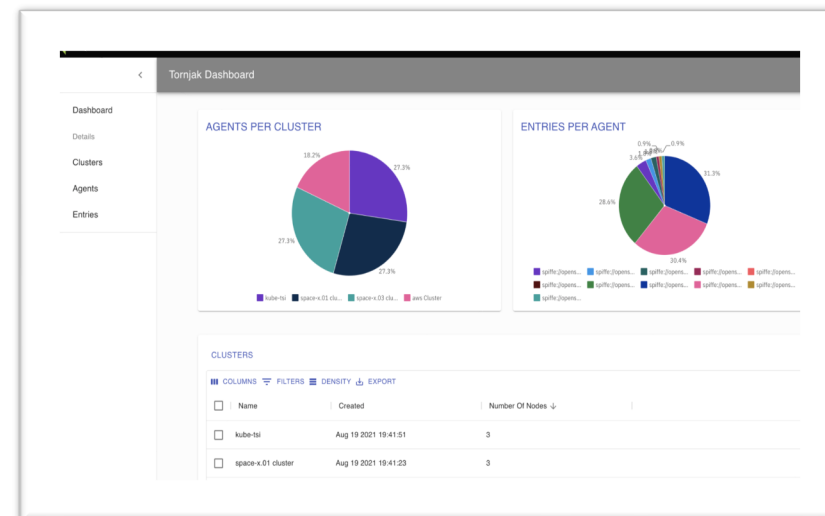 Tornjak Dashboard
Dashboard
Details
Clusters
Agents
Entries
AGENTS PER CLUSTER
18.2%
27.3%
27.3%
27.3%
kube-tsi space-x.01 clu... space-x.03 clu... aws Cluster
ENTRIES PER AGENT
0.9% 0.9%
3.6%
31.3%
28.6%
30.4%
spiffe://opens... spiffe://opens... spiffe://opens... spiffe://opens... spiffe://opens...
spiffe://opens... spiffe://opens... spiffe://opens... spiffe://opens... spiffe://opens...
spiffe://opens...
CLUSTERS
COLUMNS FILTERS DENSITY EXPORT
Name Created Number Of Nodes
kube-tsi Aug 19 2021 19:41:51 3
space-x.01 cluster Aug 19 2021 19:41:23 3